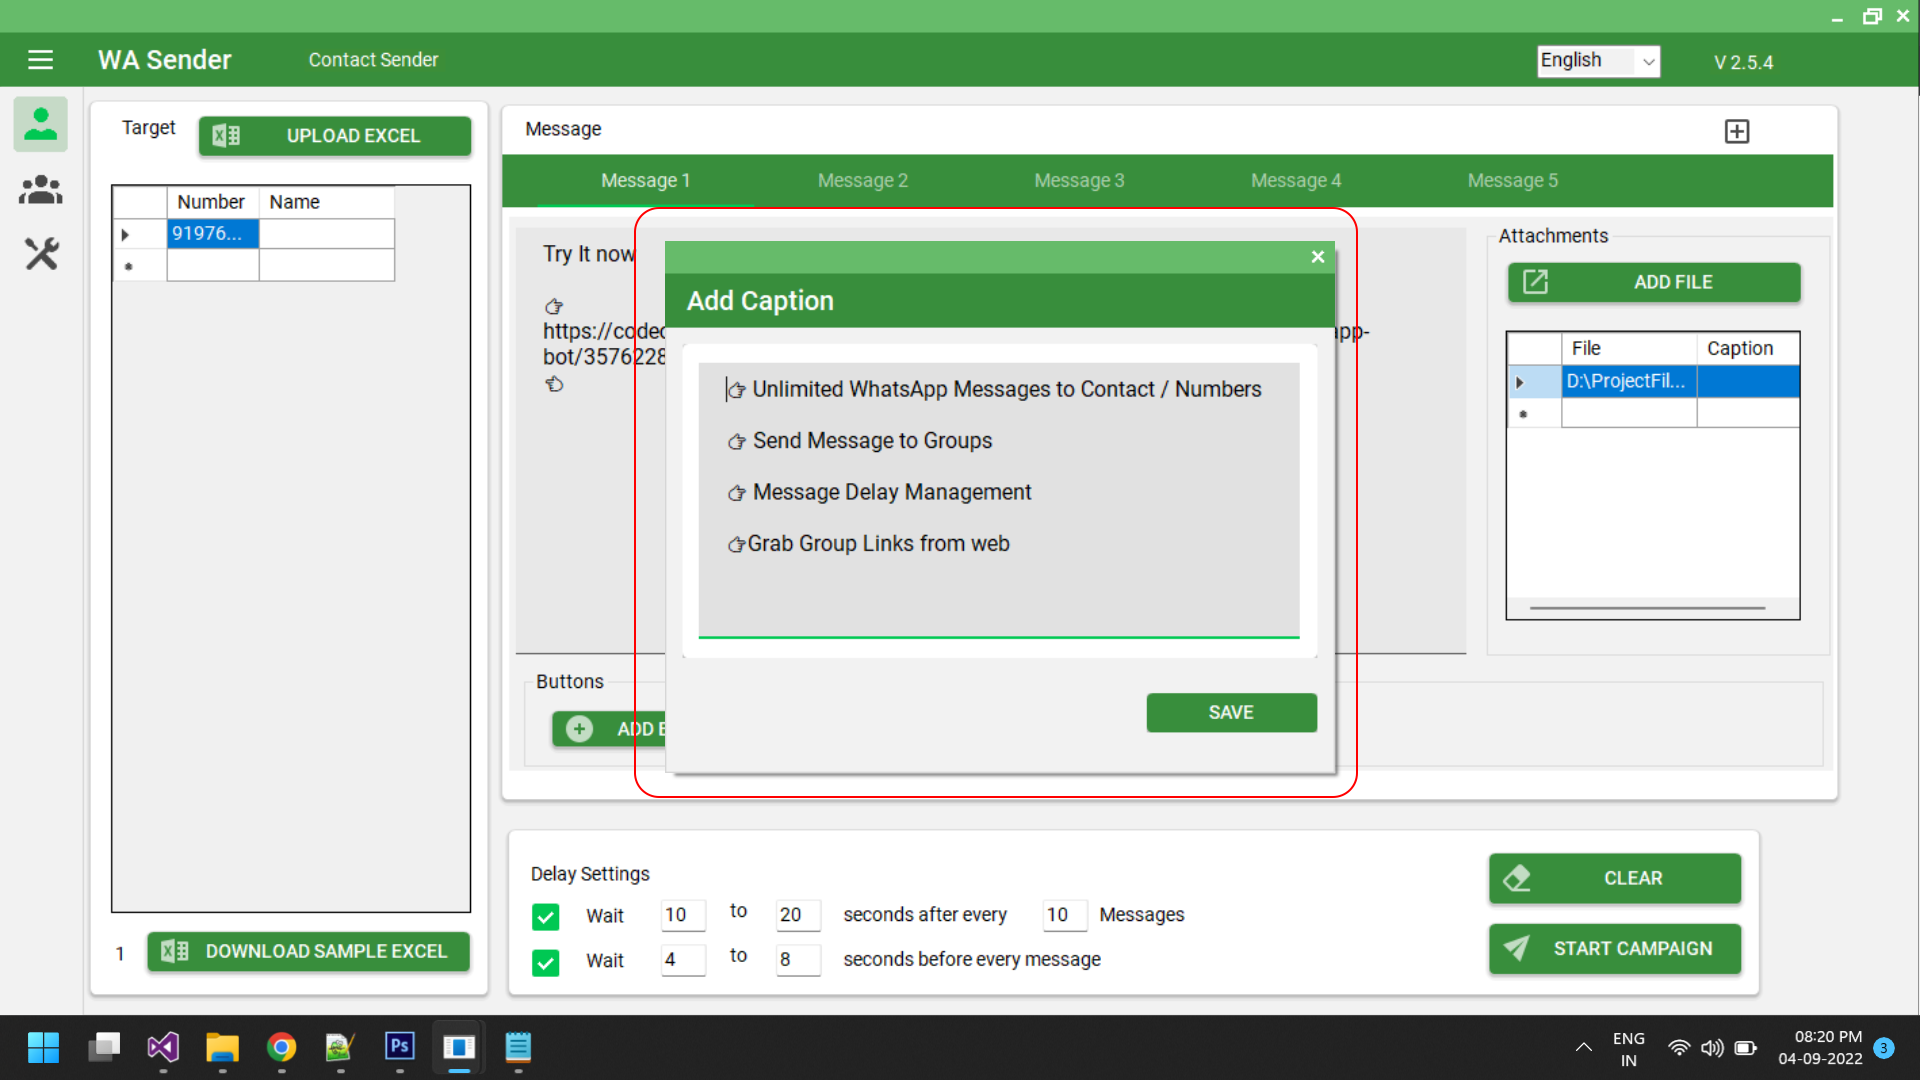 WA Sender
Contact Sender
English
V 2.5.4
Target
UPLOAD EXCEL
Number Name
91976...
1
DOWNLOAD SAMPLE EXCEL
Message
Message 1
Message 2
Message 3
Message 4
Message 5
Try It now
👉
https://codec
app-
bot/3576228
👈
Add Caption
👉 Unlimited WhatsApp Messages to Contact / Numbers
👉 Send Message to Groups
👉 Message Delay Management
👉Grab Group Links from web
SAVE
Attachments
ADD FILE
File Caption
D:\ProjectFil...
Buttons
ADD
Delay Settings
Wait 10 to 20 seconds after every 10 Messages
Wait 4 to 8 seconds before every message
CLEAR
START CAMPAIGN
Ps
ENG
IN
08:20 PM
04-09-2022
3